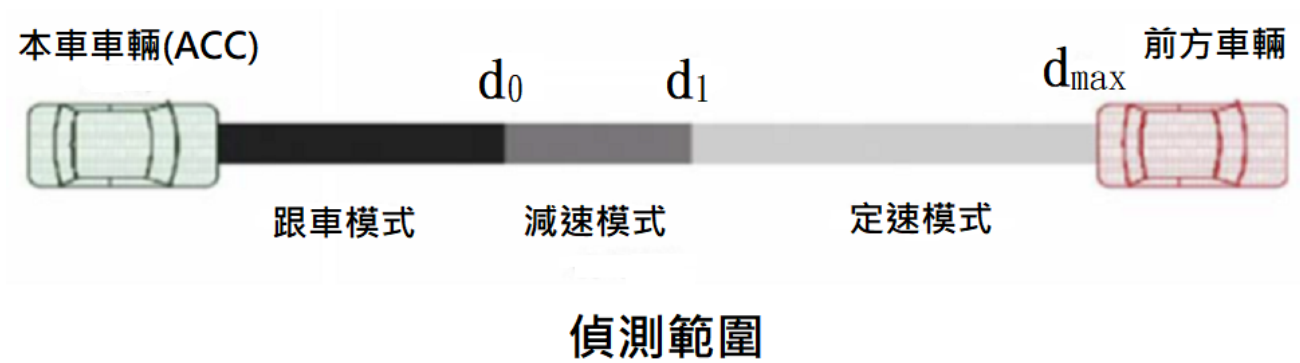 本車車輛(ACC)
前方車輛
d0
d1
dmax
跟車模式
減速模式
定速模式
偵測範圍